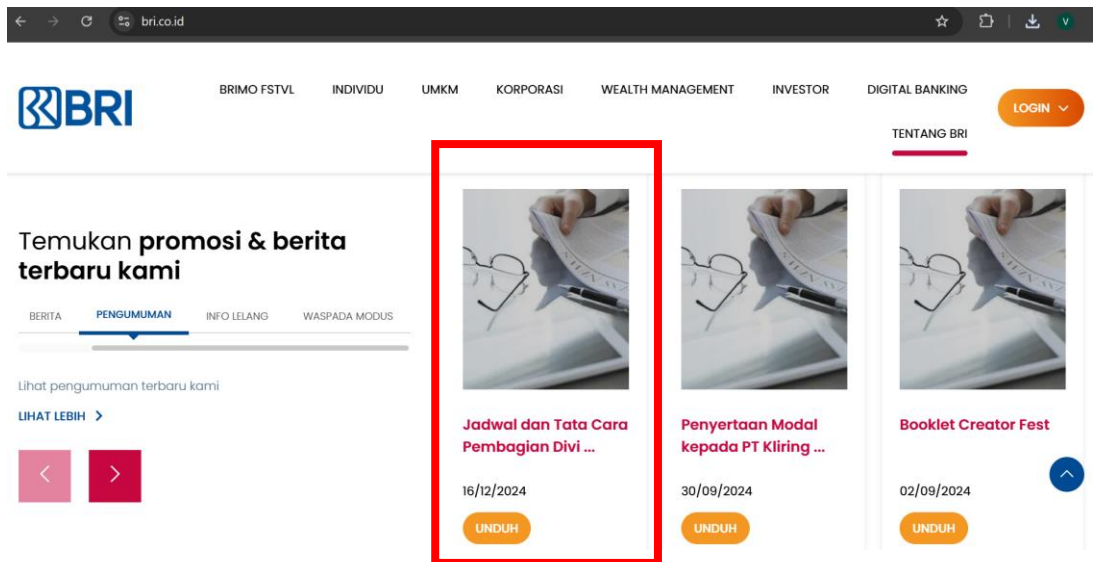 bri.co.id
V
BRI
BRIMO FSTVL
INDIVIDU
UMKM
KORPORASI
WEALTH MANAGEMENT
INVESTOR
DIGITAL BANKING
TENTANG BRI
LOGIN
Temukan promosi & berita
terbaru kami
BERITA
PENGUMUMAN
INFO LELANG
WASPADA MODUS
Lihat pengumuman terbaru kami
LIHAT LEBIH
Jadwal dan Tata Cara
Pembagian Divi ...
16/12/2024
UNDUH
Penyertaan Modal
kepada PT Kliring ...
30/09/2024
UNDUH
Booklet Creator Fest
02/09/2024
UNDUH